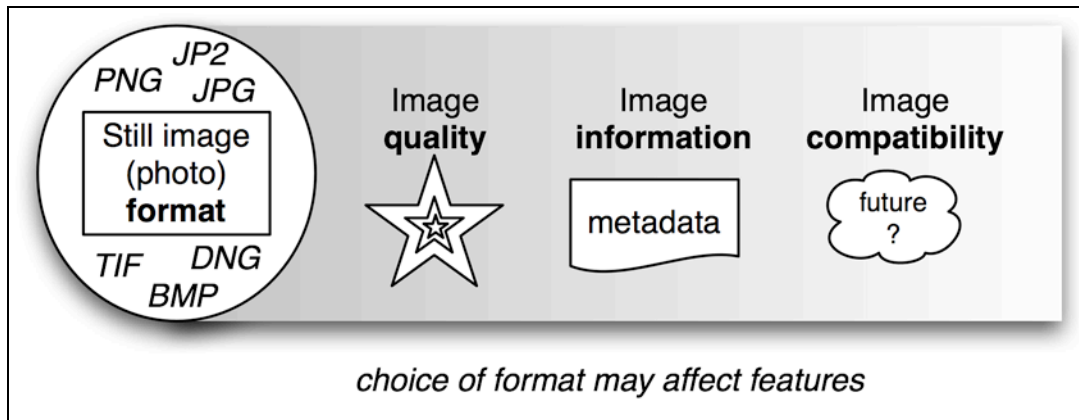 JP2
PNG
JPG
Still image
(photo)
format
TIF
DNG
BMP
Image
quality
Image
information
metadata
Image
compatibility
future
?
choice of format may affect features